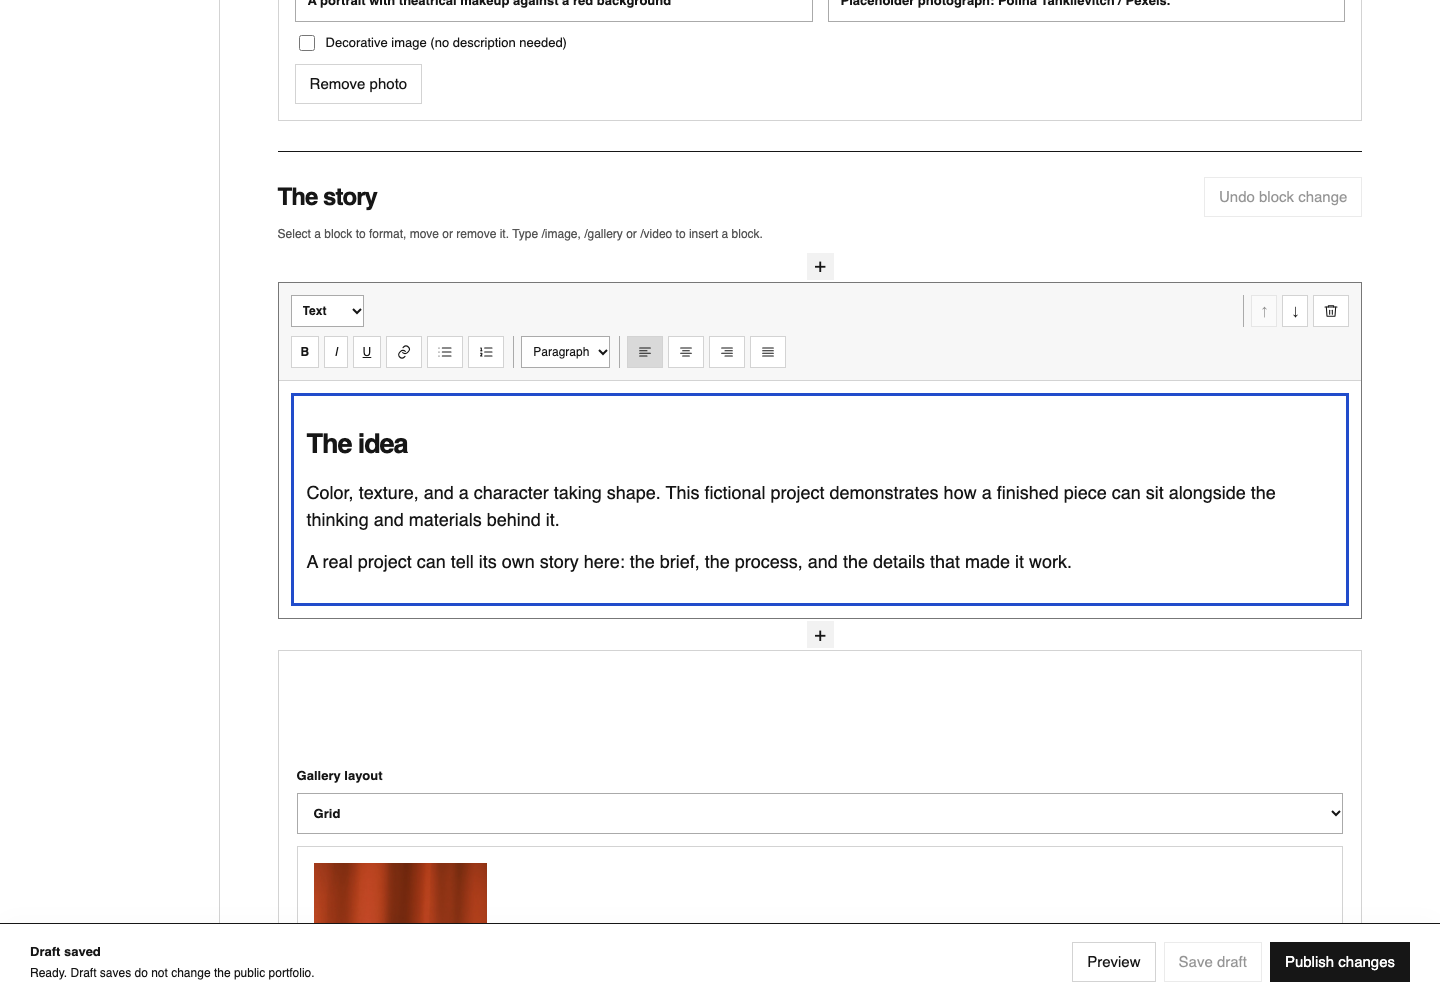 A portrait with theatrical makeup against a red background
Placeholder photograph: Polina Tankilevitch / Pexels.
Decorative image (no description needed)
Remove photo
The story
Undo block change
Select a block to format, move or remove it. Type /image, /gallery or /video to insert a block.
+
Text
↑ ↓
B I U
Paragraph
The idea
Color, texture, and a character taking shape. This fictional project demonstrates how a finished piece can sit alongside the
thinking and materials behind it.
A real project can tell its own story here: the brief, the process, and the details that made it work.
+
Gallery layout
Grid
Draft saved
Ready. Draft saves do not change the public portfolio.
Preview
Save draft
Publish changes